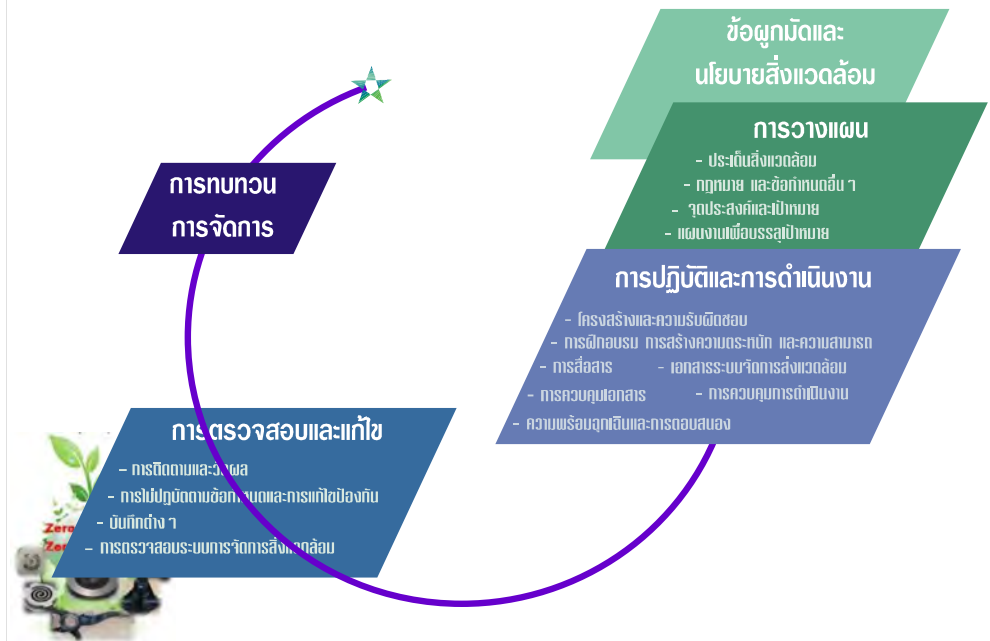 ข้อผูกมัดและ
นโยบายสิ่งแวดล้อม
การวางแผน
- ประเด็นสิ่งแวดล้อม
- กฎหมาย และข้อกำหนดอื่น ๆ
- จุดประสงค์และเป้าหมาย
- แผนงานเพื่อบรรลุเป้าหมาย
การปฏิบัติและการดำเนินงาน
- โครงสร้างและความรับผิดชอบ
- การฝึกอบรม การสร้างความตระหนัก และความสามารถ
- การสื่อสาร - เอกสารระบบจัดการสิ่งแวดล้อม
- การควบคุมเอกสาร - การควบคุมการดำเนินงาน
- ความพร้อมฉุกเฉินและการตอบสนอง
การตรวจสอบและแก้ไข
- การติดตามและวัดผล
- การไม่ปฎบัติตามข้อกำหนดและการแก้ไขป้องกัน
- บันทึกต่าง ๆ
- การตรวจสอบระบบการจัดการสิ่งแวดล้อม
การทบทวน
การจัดการ
Zero